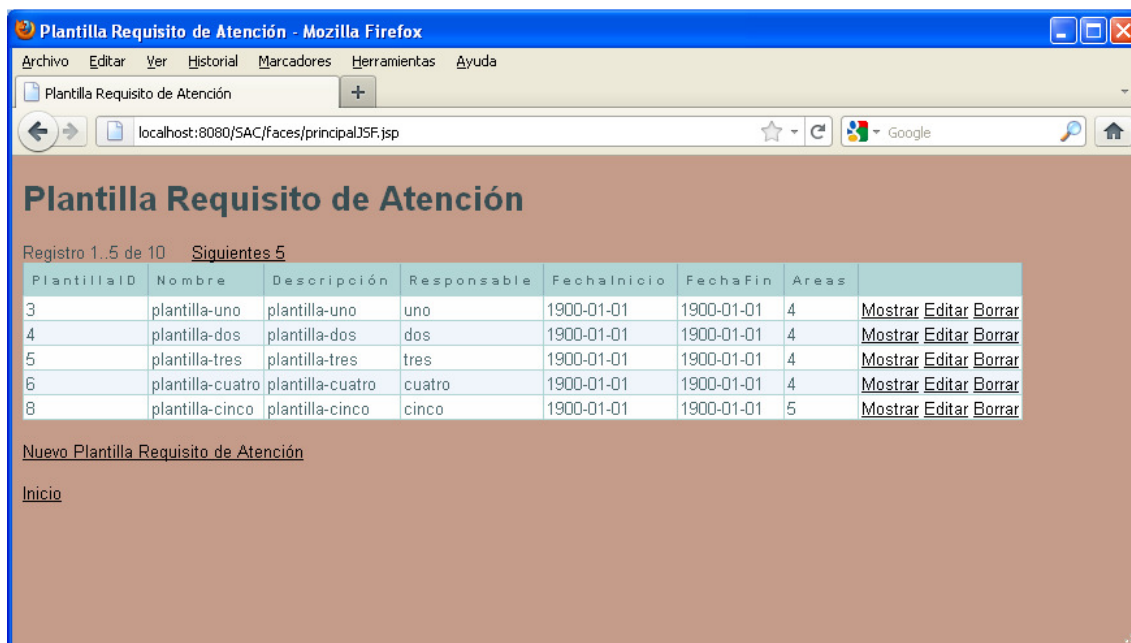 Plantilla Requisito de Atención - Mozilla Firefox
Archivo Editar Ver Historial Marcadores Herramientas Ayuda
Plantilla Requisito de Atención
localhost:8080/SAC/faces/principalJSF.jsp Google
Plantilla Requisito de Atención
Registro 1..5 de 10 Siguientes 5
PlantillaID Nombre Descripción Responsable FechaInicio FechaFin Areas
3 plantilla-uno plantilla-uno uno 1900-01-01 1900-01-01 4 Mostrar Editar Borrar
4 plantilla-dos plantilla-dos dos 1900-01-01 1900-01-01 4 Mostrar Editar Borrar
5 plantilla-tres plantilla-tres tres 1900-01-01 1900-01-01 4 Mostrar Editar Borrar
6 plantilla-cuatro plantilla-cuatro cuatro 1900-01-01 1900-01-01 4 Mostrar Editar Borrar
8 plantilla-cinco plantilla-cinco cinco 1900-01-01 1900-01-01 5 Mostrar Editar Borrar
Nuevo Plantilla Requisito de Atención
Inicio